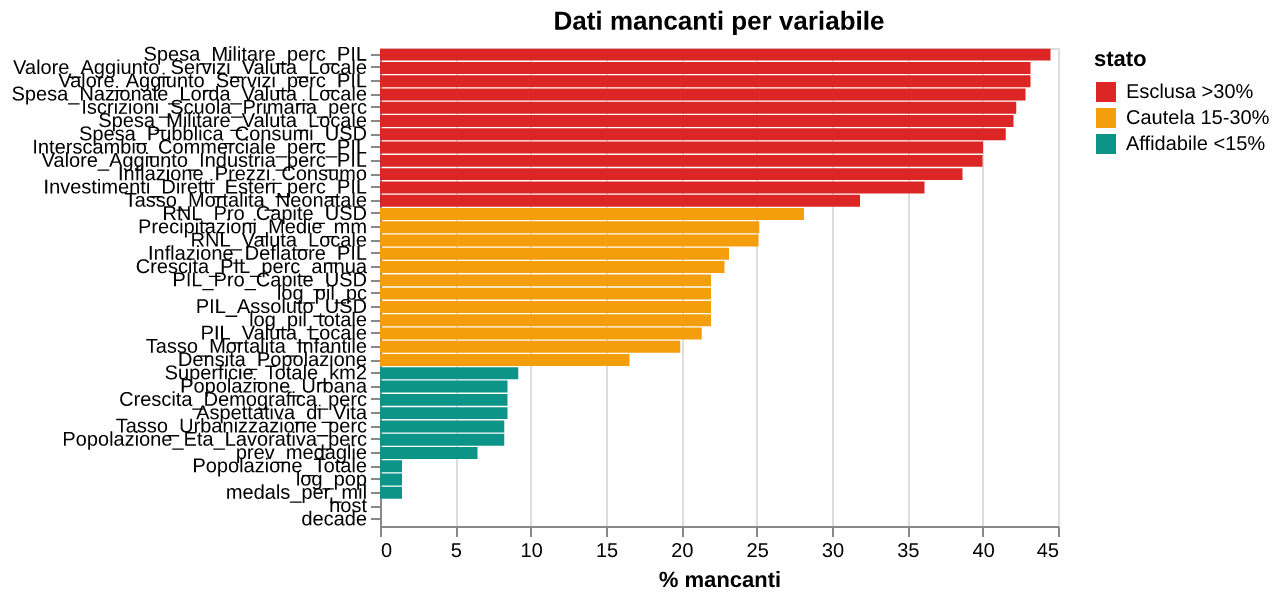 Dati mancanti per variabile
Spesa_Militare_perc_PIL
Valore_Aggiunto_Servizi_Valuta_Locale
Valore_Aggiunto_Servizi_perc_PIL
Spesa_Nazionale_Lorda_Valuta_Locale
Iscrizioni_Scuola_Primaria_perc
Spesa_Militare_Valuta_Locale
Spesa_Pubblica_Consumi_USD
Interscambio_Commerciale_perc_PIL
Valore_Aggiunto_Industria_perc_PIL
Inflazione_Prezzi_Consumo
Investimenti_Diretti_Esteri_perc_PIL
Tasso_Mortalita_Neonatale
RNL_Pro_Capite_USD
Precipitazioni_Medie_mm
RNL_Valuta_Locale
Inflazione_Deflatore_PIL
Crescita_PIL_perc_annua
PIL_Pro_Capite_USD
log_pil_pc
PIL_Assoluto_USD
log_pil_totale
PIL_Valuta_Locale
Tasso_Mortalita_Infantile
Densita_Popolazione
Superficie_Totale_km2
Popolazione_Urbana
Crescita_Demografica_perc
Aspettativa_di_Vita
Tasso_Urbanizzazione_perc
Popolazione_Eta_Lavorativa_perc
prev_medaglie
Popolazione_Totale
log_pop
medals_per_mil
host
decade
0 5 10 15 20 25 30 35 40 45
% mancanti
stato
Esclusa >30%
Cautela 15-30%
Affidabile <15%